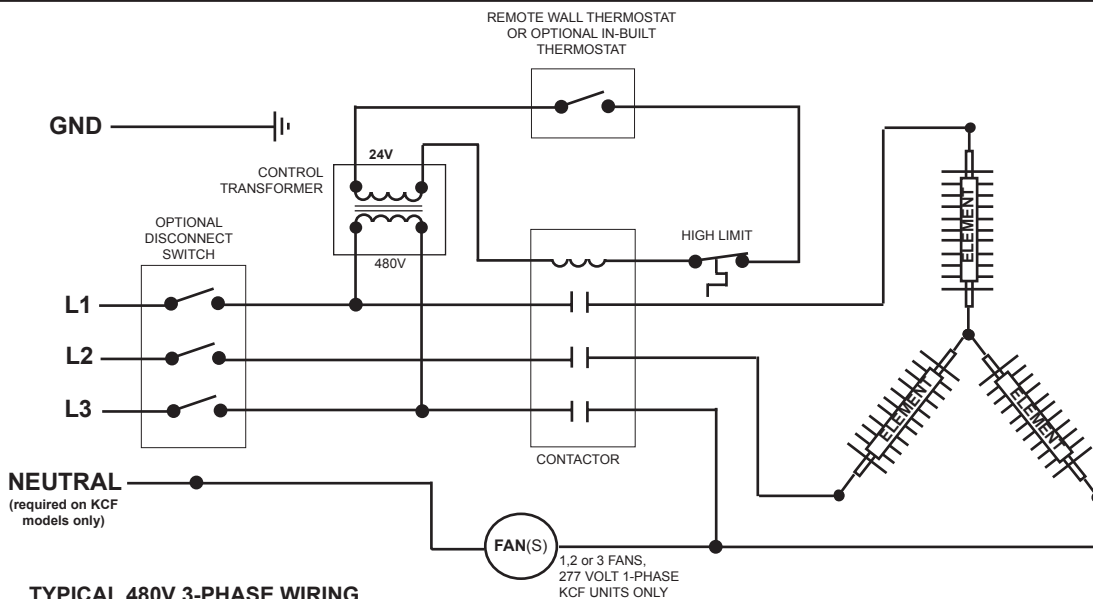 REMOTE WALL THERMOSTAT
OR OPTIONAL IN-BUILT
THERMOSTAT
GND
24V
CONTROL
TRANSFORMER
OPTIONAL
DISCONNECT
SWITCH
480V
HIGH LIMIT
ELEMENT
L1
L2
L3
ELEMENT
ELEMENT
CONTACTOR
NEUTRAL
(required on KCF
models only)
FAN(S)
1,2 or 3 FANS,
277 VOLT 1-PHASE
KCF UNITS ONLY
TYPICAL 480V 3-PHASE WIRING